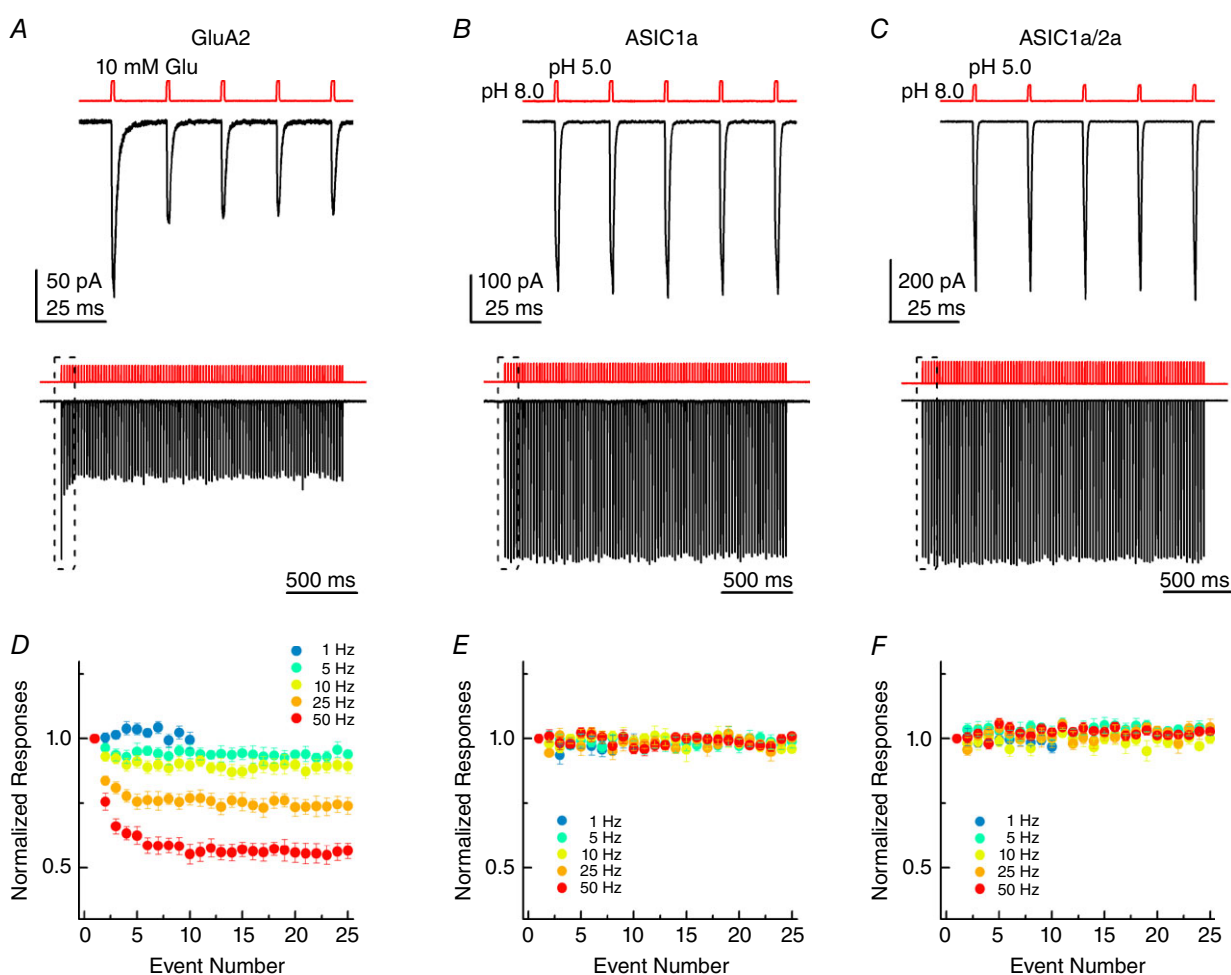 A
GluA2
10 mM Glu
50 pA
25 ms
500 ms
B
ASIC1a
pH 5.0
pH 8.0
100 pA
25 ms
500 ms
C
ASIC1a/2a
pH 5.0
pH 8.0
200 pA
25 ms
500 ms
D
1 Hz
5 Hz
10 Hz
25 Hz
50 Hz
Normalized Responses
1.0
0.5
0 5 10 15 20 25
Event Number
E
Normalized Responses
1.0
0.5
1 Hz
5 Hz
10 Hz
25 Hz
50 Hz
0 5 10 15 20 25
Event Number
F
Normalized Responses
1.0
0.5
1 Hz
5 Hz
10 Hz
25 Hz
50 Hz
0 5 10 15 20 25
Event Number